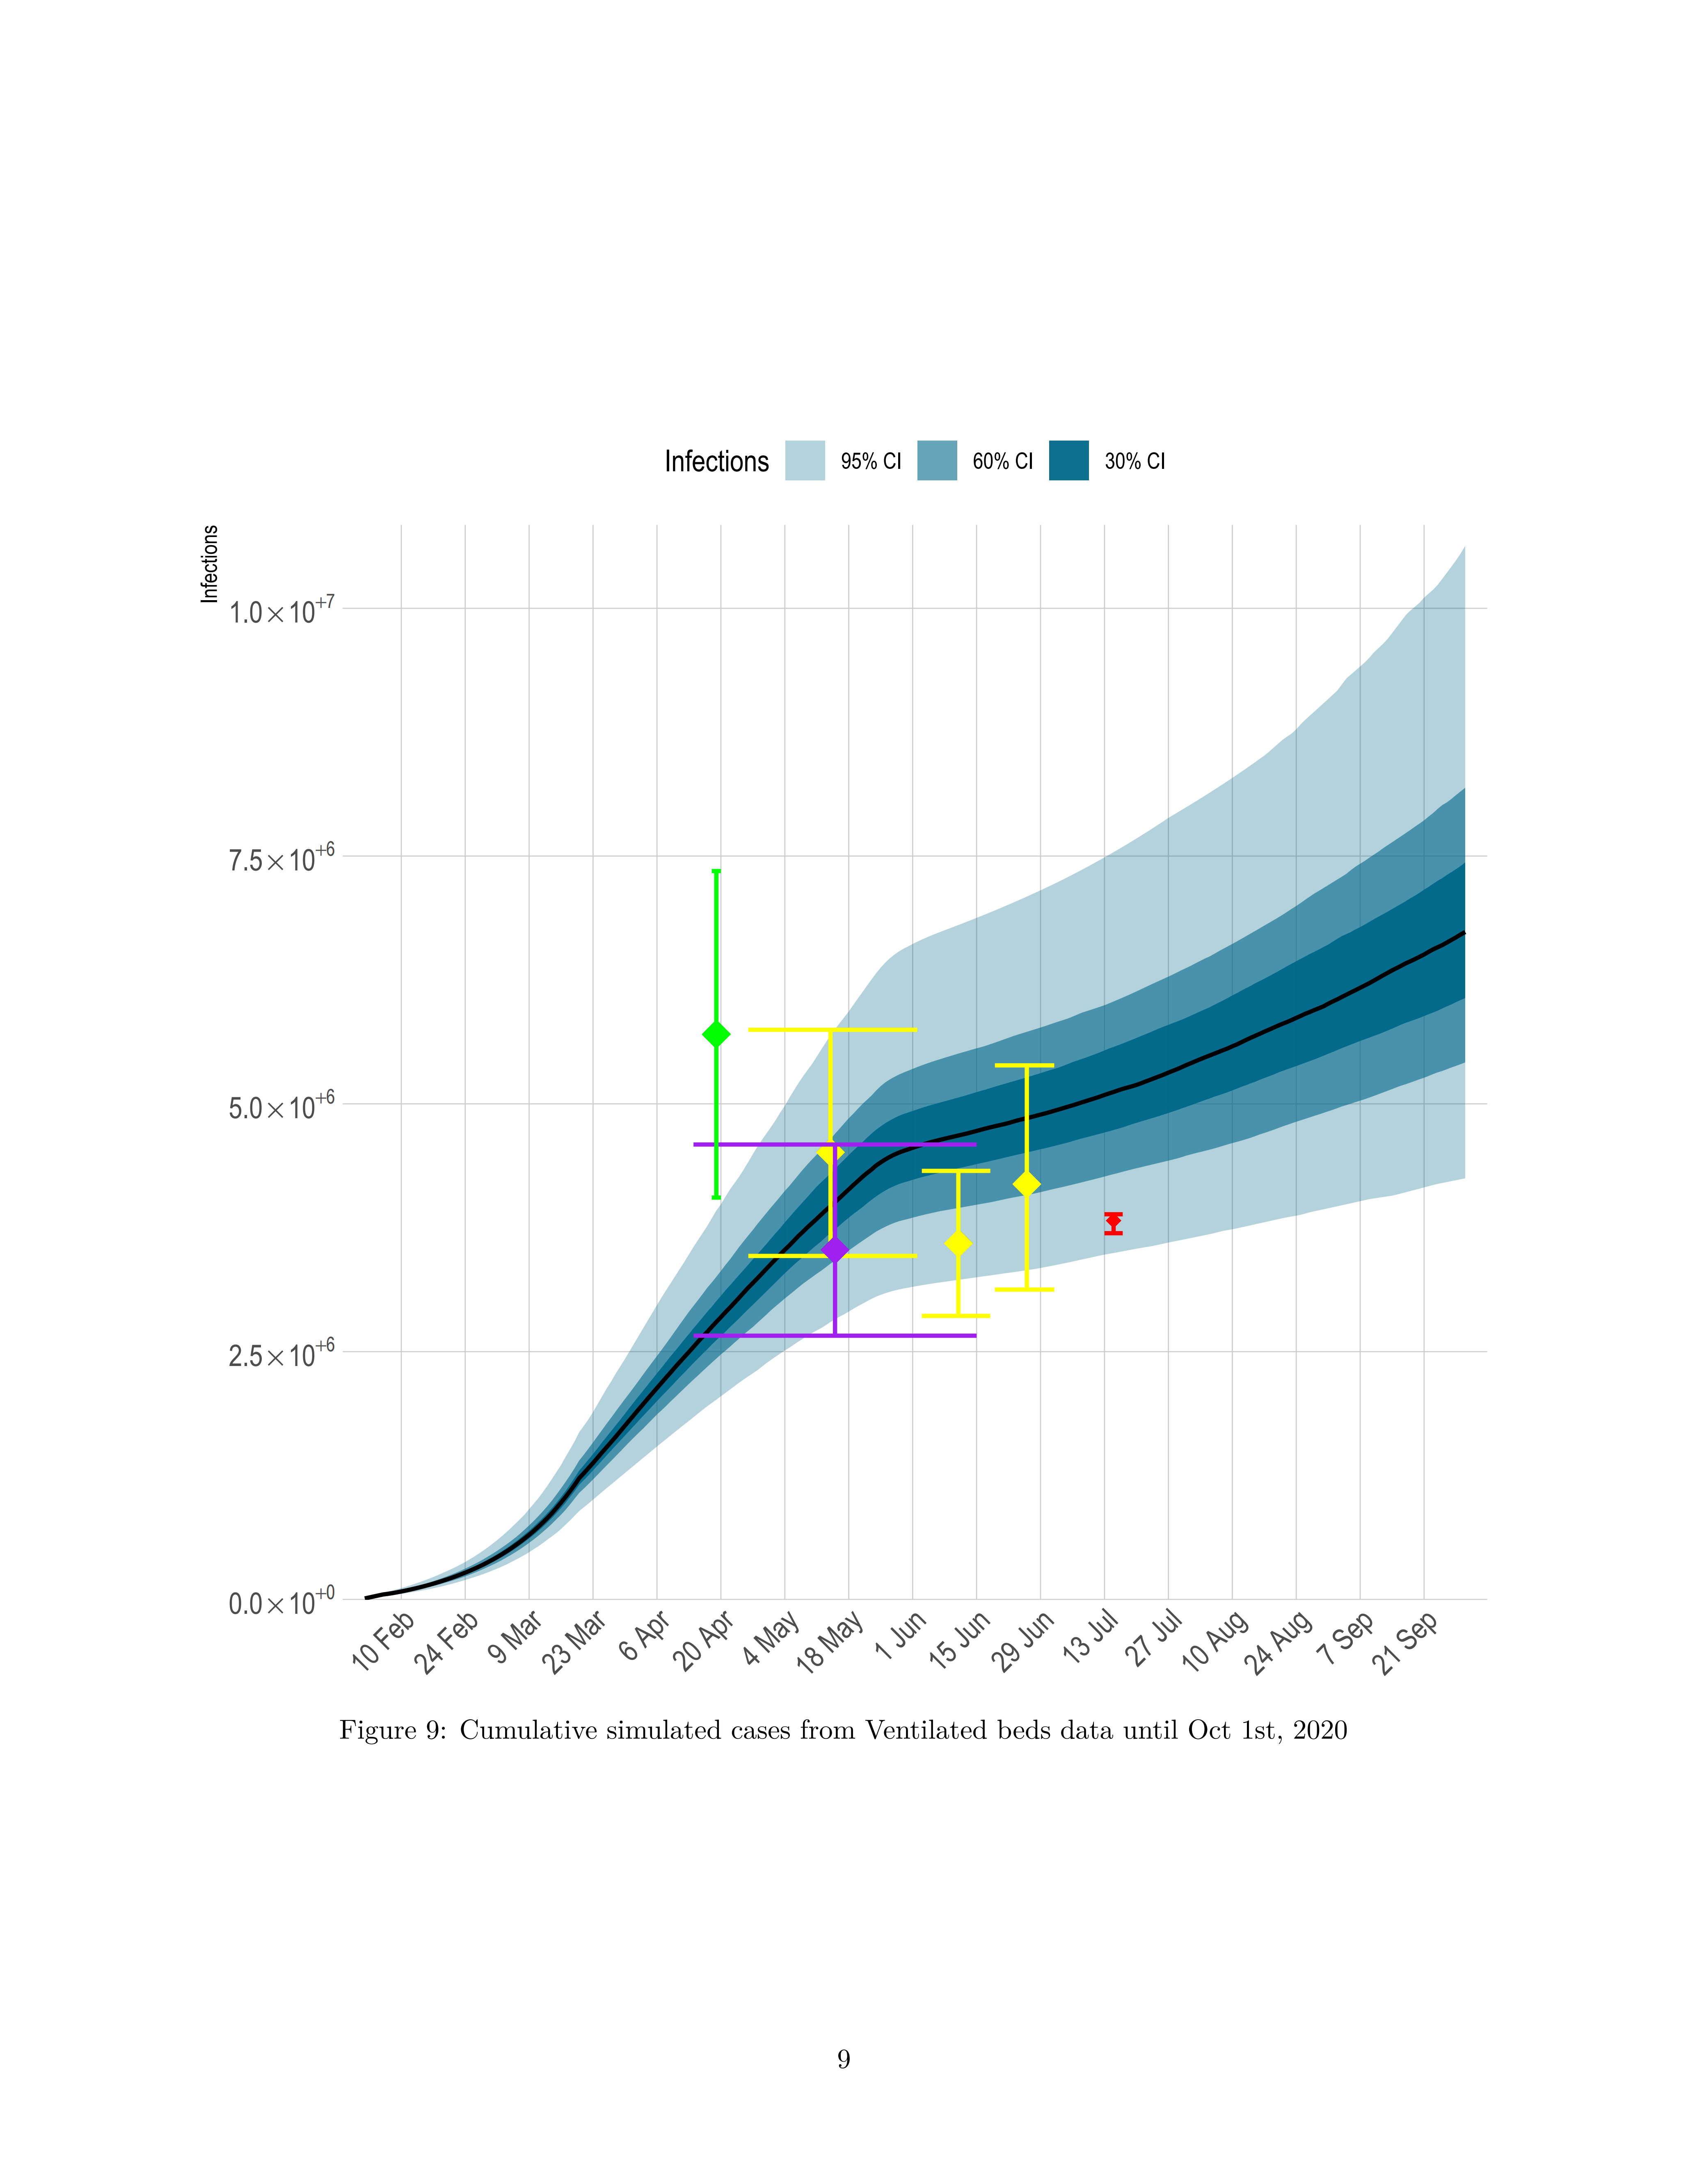 Infections 95% CI 60% CI 30% CI
Infections
1.0×10+7
7.5×10+6
5.0×10+6
2.5×10+6
0.0×10+0
10 Feb 24 Feb 9 Mar 23 Mar 6 Apr 20 Apr 4 May 18 May 1 Jun 15 Jun 29 Jun 13 Jul 27 Jul 10 Aug 24 Aug 7 Sep 21 Sep
Figure 9: Cumulative simulated cases from Ventilated beds data until Oct 1st, 2020
9